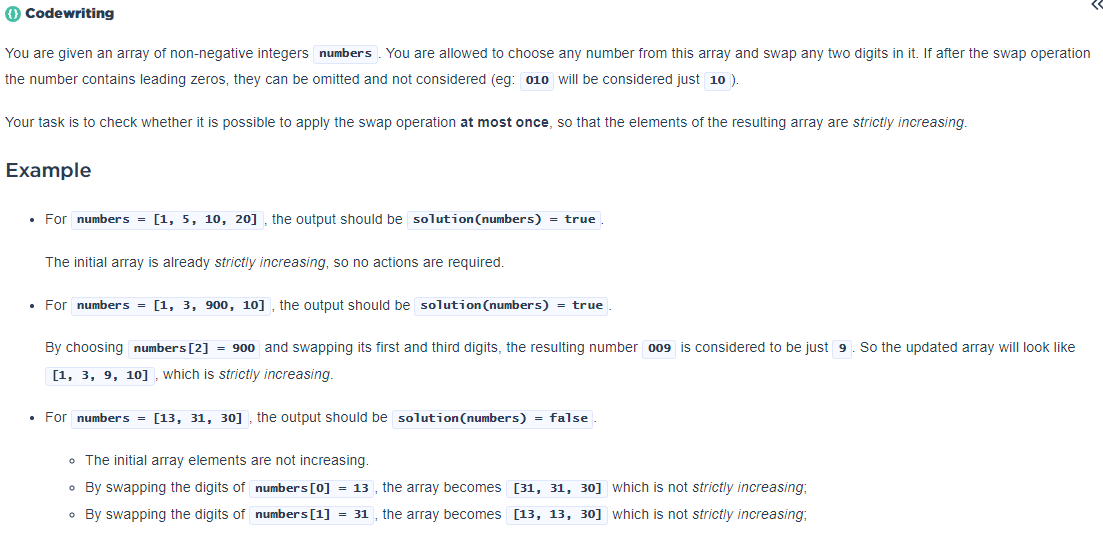 Codewriting
You are given an array of non-negative integers numbers . You are allowed to choose any number from this array and swap any two digits in it. If after the swap operation
the number contains leading zeros, they can be omitted and not considered (eg: 010 will be considered just 10 ).
Your task is to check whether it is possible to apply the swap operation at most once, so that the elements of the resulting array are strictly increasing.
Example
For numbers = [1, 5, 10, 20] , the output should be solution(numbers) = true .
The initial array is already strictly increasing, so no actions are required.
For numbers = [1, 3, 900, 10] , the output should be solution(numbers) = true .
By choosing numbers[2] = 900 and swapping its first and third digits, the resulting number 009 is considered to be just 9 . So the updated array will look like
[1, 3, 9, 10] , which is strictly increasing.
For numbers = [13, 31, 30] , the output should be solution(numbers) = false .
The initial array elements are not increasing.
By swapping the digits of numbers[0] = 13 , the array becomes [31, 31, 30] which is not strictly increasing;
By swapping the digits of numbers[1] = 31 , the array becomes [13, 13, 30] which is not strictly increasing;